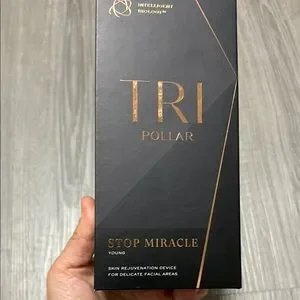 INTELLIGENT
BIOLOGY™
TRI
POLLAR
STOP MIRACLE
YOUNG
SKIN REJUVENATION DEVICE
FOR DELICATE FACIAL AREAS